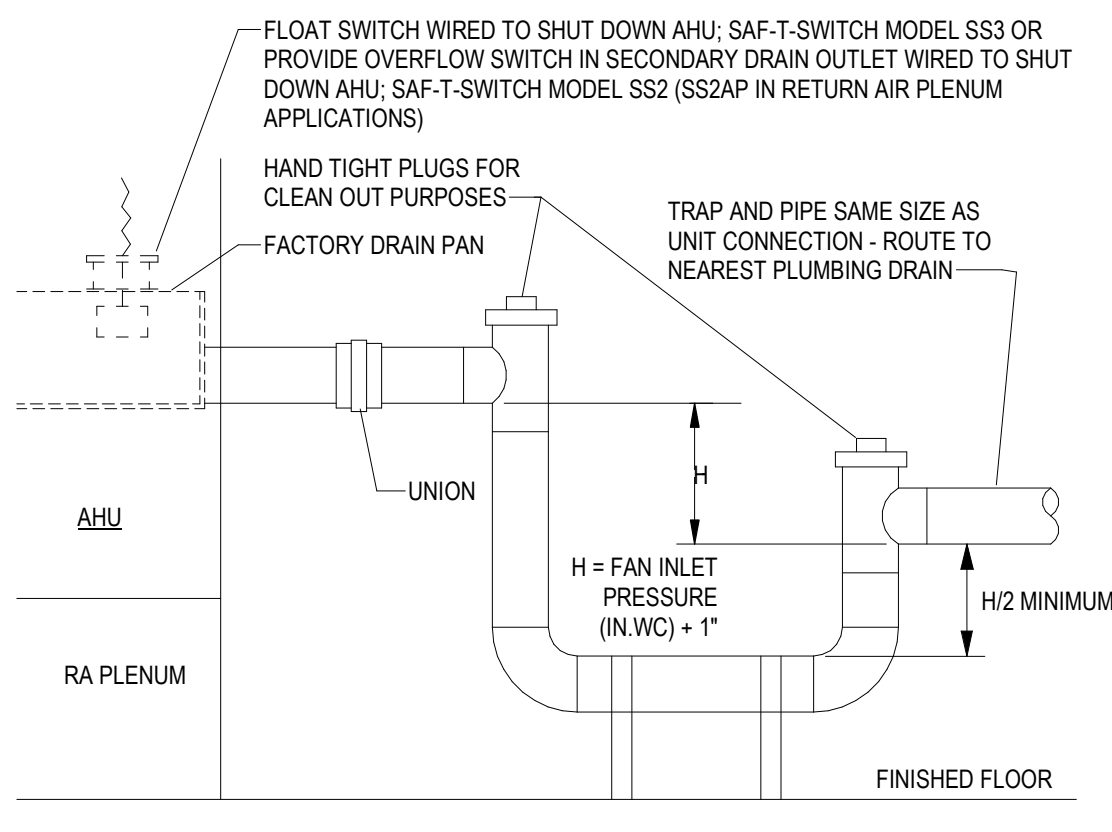 FLOAT SWITCH WIRED TO SHUT DOWN AHU; SAF-T-SWITCH MODEL SS3 OR
PROVIDE OVERFLOW SWITCH IN SECONDARY DRAIN OUTLET WIRED TO SHUT
DOWN AHU; SAF-T-SWITCH MODEL SS2 (SS2AP IN RETURN AIR PLENUM
APPLICATIONS)
HAND TIGHT PLUGS FOR
CLEAN OUT PURPOSES
TRAP AND PIPE SAME SIZE AS
UNIT CONNECTION - ROUTE TO
NEAREST PLUMBING DRAIN
FACTORY DRAIN PAN
H
UNION
AHU
H = FAN INLET
PRESSURE
(IN.WC) + 1"
H/2 MINIMUM
RA PLENUM
FINISHED FLOOR